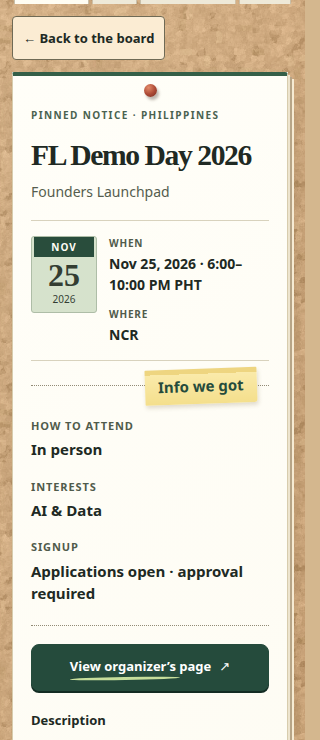 ← Back to the board
PINNED NOTICE · PHILIPPINES
FL Demo Day 2026
Founders Launchpad
NOV
25
2026
WHEN
Nov 25, 2026 · 6:00–
10:00 PM PHT
WHERE
NCR
Info we got
HOW TO ATTEND
In person
INTERESTS
AI & Data
SIGNUP
Applications open · approval
required
View organizer's page ↗
Description